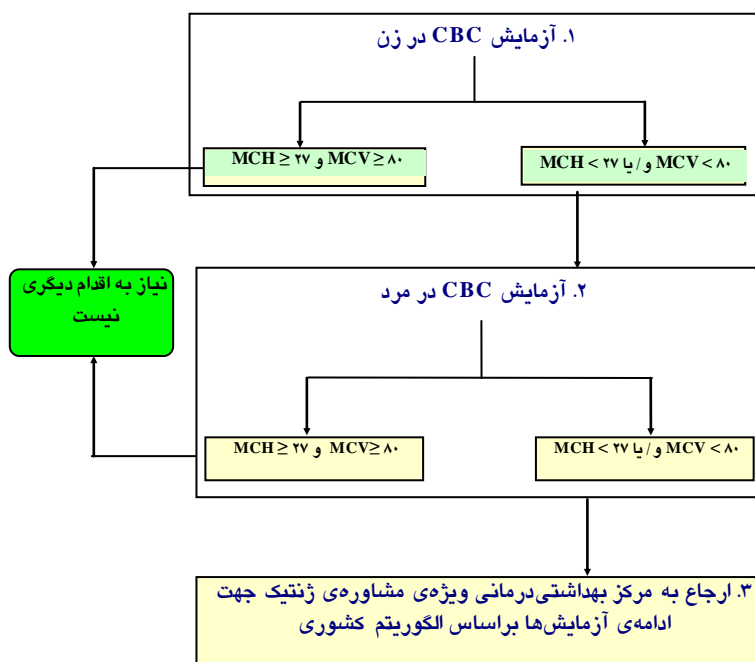 ۱. آزمایش CBC در زن
MCV ≥ ۸۰ و MCH ≥ ۲۷
MCV < ۸۰ و / یا MCH < ۲۷
نیاز به اقدام دیگری
نیست
۲. آزمایش CBC در مرد
MCV≥ ۸۰ و MCH ≥ ۲۷
MCV < ۸۰ و / یا MCH < ۲۷
۳. ارجاع به مرکز بهداشتی‌درمانی ویژه‌ی مشاوره‌ی ژنتیک جهت
ادامه‌ی آزمایش‌ها براساس الگوریتم کشوری